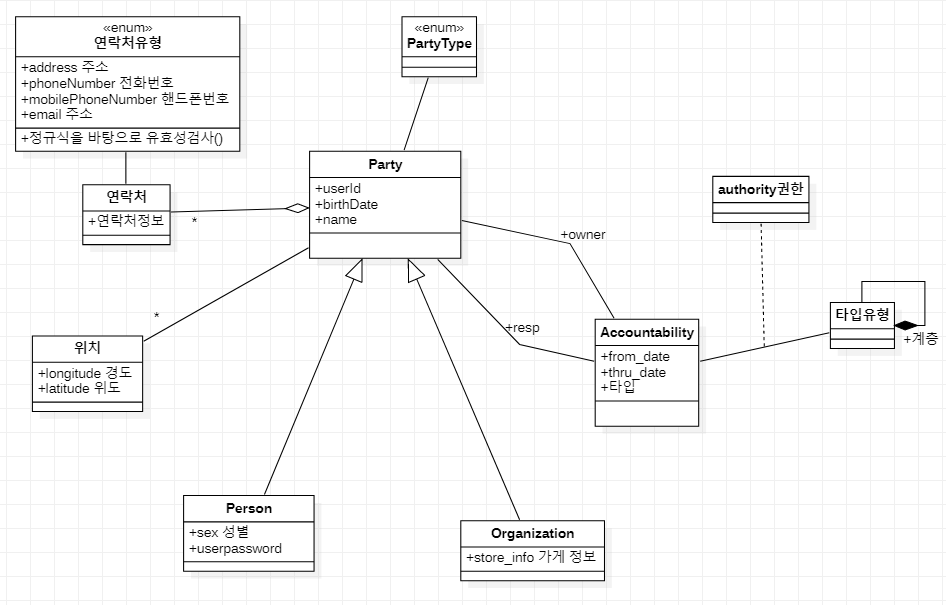 «enum»
연락처유형
+address 주소
+phoneNumber 전화번호
+mobilePhoneNumber 핸드폰번호
+email 주소
+정규식을 바탕으로 유효성검사()
«enum»
PartyType
연락처
+연락처정보
*
Party
+userId
+birthDate
+name
authority권한
+owner
*
위치
+longitude 경도
+latitude 위도
+resp
Accountability
+from_date
+thru_date
+타입
타입유형
+계층
Person
+sex 성별
+userpassword
Organization
+store_info 가게 정보